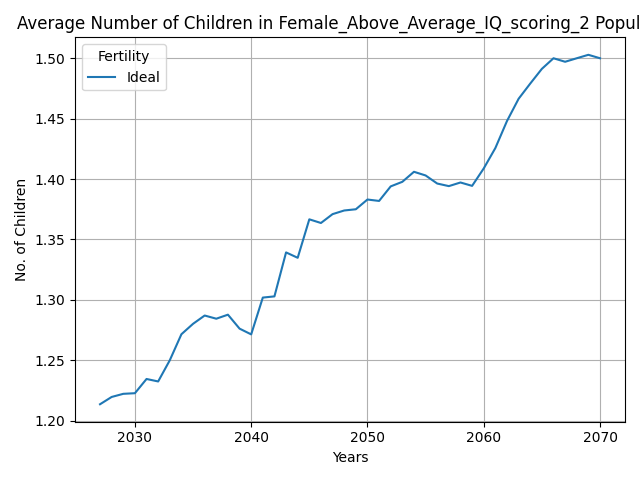 Average Number of Children in Female_Above_Average_IQ_scoring_2 Popul
Fertility
Ideal
No. of Children
1.50
1.45
1.40
1.35
1.30
1.25
1.20
2030 2040 2050 2060 2070
Years